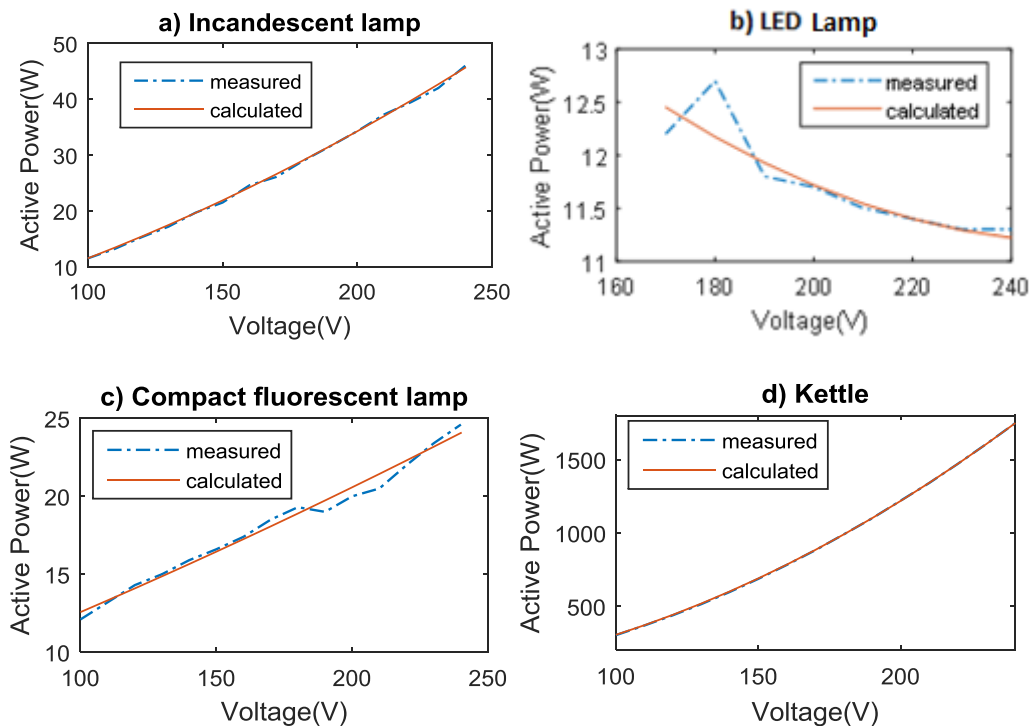 a) Incandescent lamp
50
40
30
20
10
Active Power(W)
measured
calculated
100
150
200
250
Voltage(V)
b) LED Lamp
13
12.5
12
11.5
11
Active Power(W)
measured
calculated
160
180
200
220
240
Voltage(V)
c) Compact fluorescent lamp
25
20
15
10
Active Power(W)
measured
calculated
100
150
200
250
Voltage(V)
d) Kettle
1500
1000
500
Active Power(W)
measured
calculated
100
150
200
Voltage(V)